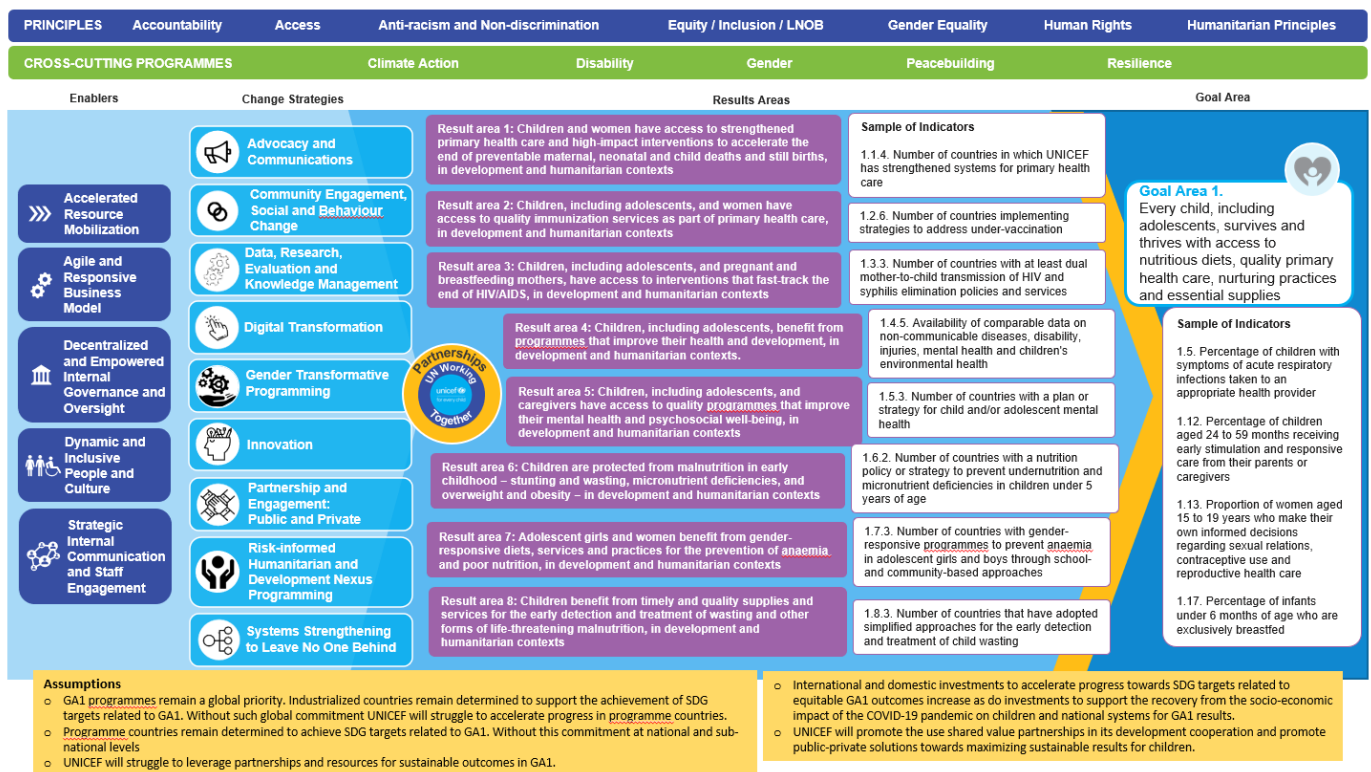 PRINCIPLES Accountability Access Anti-racism and Non-discrimination Equity / Inclusion / LNOB Gender Equality Human Rights Humanitarian Principles
CROSS-CUTTING PROGRAMMES Climate Action Disability Gender Peacebuilding Resilience
Enablers
Change Strategies
Results Areas
Goal Area
Accelerated
Resource
Mobilization
Agile and
Responsive
Business
Model
Decentralized
and Empowered
Internal
Governance and
Oversight
Dynamic and
Inclusive
People and
Culture
Strategic
Internal
Communication
and Staff
Engagement
Advocacy and
Communications
Community Engagement,
Social and Behaviour
Change
Data, Research,
Evaluation and
Knowledge Management
Digital Transformation
Gender Transformative
Programming
Innovation
Partnership and
Engagement:
Public and Private
Risk-informed
Humanitarian and
Development Nexus
Programming
Systems Strengthening
to Leave No One Behind
Partnerships
UN Working
unicef
for every child
Together
Result area 1: Children and women have access to strengthened
primary health care and high-impact interventions to accelerate the
end of preventable maternal, neonatal and child deaths and still births,
in development and humanitarian contexts
Result area 2: Children, including adolescents, and women have
access to quality immunization services as part of primary health care,
in development and humanitarian contexts
Result area 3: Children, including adolescents, and pregnant and
breastfeeding mothers, have access to interventions that fast-track the
end of HIV/AIDS, in development and humanitarian contexts
Result area 4: Children, including adolescents, benefit from
programmes that improve their health and development, in
development and humanitarian contexts.
Result area 5: Children, including adolescents, and
caregivers have access to quality programmes that improve
their mental health and psychosocial well-being, in
development and humanitarian contexts
Result area 6: Children are protected from malnutrition in early
childhood – stunting and wasting, micronutrient deficiencies, and
overweight and obesity – in development and humanitarian contexts
Result area 7: Adolescent girls and women benefit from gender-
responsive diets, services and practices for the prevention of anaemia
and poor nutrition, in development and humanitarian contexts
Result area 8: Children benefit from timely and quality supplies and
services for the early detection and treatment of wasting and other
forms of life-threatening malnutrition, in development and
humanitarian contexts
Sample of Indicators
1.1.4. Number of countries in which UNICEF
has strengthened systems for primary health
care
1.2.6. Number of countries implementing
strategies to address under-vaccination
1.3.3. Number of countries with at least dual
mother-to-child transmission of HIV and
syphilis elimination policies and services
1.4.5. Availability of comparable data on
non-communicable diseases, disability,
injuries, mental health and children's
environmental health
1.5.3. Number of countries with a plan or
strategy for child and/or adolescent mental
health
1.6.2. Number of countries with a nutrition
policy or strategy to prevent undernutrition and
micronutrient deficiencies in children under 5
years of age
1.7.3. Number of countries with gender-
responsive programmes to prevent anaemia
in adolescent girls and boys through school-
and community-based approaches
1.8.3. Number of countries that have adopted
simplified approaches for the early detection
and treatment of child wasting
Goal Area 1.
Every child, including
adolescents, survives and
thrives with access to
nutritious diets, quality primary
health care, nurturing practices
and essential supplies
Sample of Indicators
1.5. Percentage of children with
symptoms of acute respiratory
infections taken to an
appropriate health provider
1.12. Percentage of children
aged 24 to 59 months receiving
early stimulation and responsive
care from their parents or
caregivers
1.13. Proportion of women aged
15 to 19 years who make their
own informed decisions
regarding sexual relations,
contraceptive use and
reproductive health care
1.17. Percentage of infants
under 6 months of age who are
exclusively breastfed
Assumptions
o GA1 programmes remain a global priority. Industrialized countries remain determined to support the achievement of SDG
targets related to GA1. Without such global commitment UNICEF will struggle to accelerate progress in programme countries.
o Programme countries remain determined to achieve SDG targets related to GA1. Without this commitment at national and sub-
national levels
o UNICEF will struggle to leverage partnerships and resources for sustainable outcomes in GA1.
o International and domestic investments to accelerate progress towards SDG targets related to
equitable GA1 outcomes increase as do investments to support the recovery from the socio-economic
impact of the COVID-19 pandemic on children and national systems for GA1 results.
o UNICEF will promote the use shared value partnerships in its development cooperation and promote
public-private solutions towards maximizing sustainable results for children.